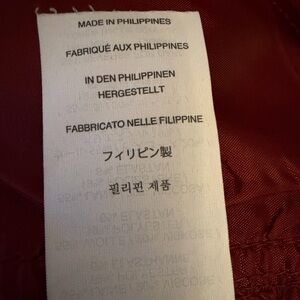 MADE IN PHILIPPINES
FABRIQUÉ AUX PHILIPPINES
IN DEN PHILIPPINEN
HERGESTELLT
FABBRICATO NELLE FILIPPINE
フィリピン製
필리핀 제품